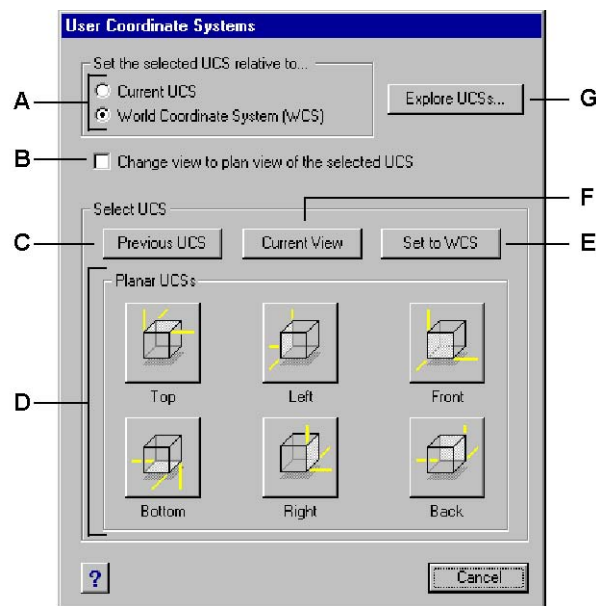 User Coordinate Systems
Set the selected UCS relative to...
A
Current UCS
World Coordinate System (WCS)
Explore UCSs...
G
B
Change view to plan view of the selected UCS
F
Select UCS
C
Previous UCS
Current View
Set to WCS
E
Planar UCSs
D
Top
Left
Front
Bottom
Right
Back
?
Cancel